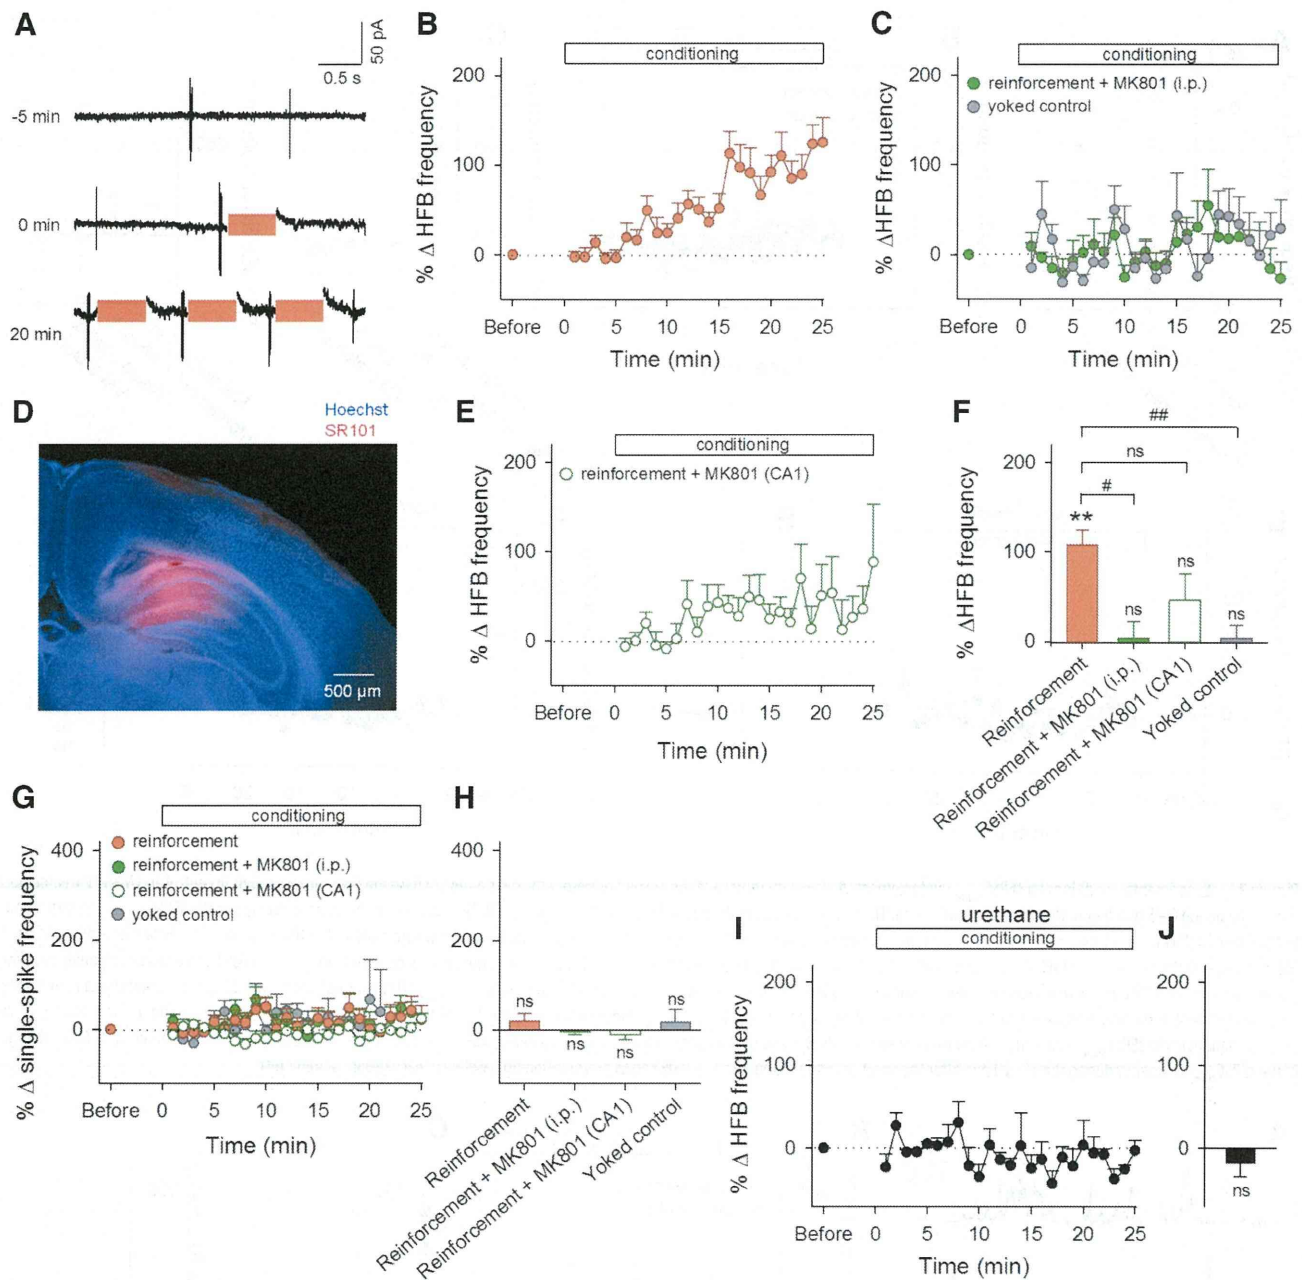 A
50 pA
0.5 s
-5 min
0 min
20 min
B
conditioning
200
100
0
% Δ HFB frequency
Before 0 5 10 15 20 25
Time (min)
C
conditioning
200
100
0
% ΔHFB frequency
reinforcement + MK801 (i.p.)
yoked control
Before 0 5 10 15 20 25
Time (min)
D
Hoechst
SR101
500 µm
E
conditioning
200
100
0
% Δ HFB frequency
reinforcement + MK801 (CA1)
Before 0 5 10 15 20 25
Time (min)
F
##
ns
#
**
ns
ns
ns
200
100
0
% ΔHFB frequency
Reinforcement
Reinforcement + MK801 (i.p.)
Reinforcement + MK801 (CA1)
Yoked control
G
conditioning
400
200
0
% Δ single-spike frequency
reinforcement
reinforcement + MK801 (i.p.)
reinforcement + MK801 (CA1)
yoked control
Before 0 5 10 15 20 25
Time (min)
H
400
200
0
ns
ns
ns
ns
Reinforcement
Reinforcement + MK801 (i.p.)
Reinforcement + MK801 (CA1)
Yoked control
I
urethane
conditioning
200
100
0
% Δ HFB frequency
Before 0 5 10 15 20 25
Time (min)
J
200
100
0
ns